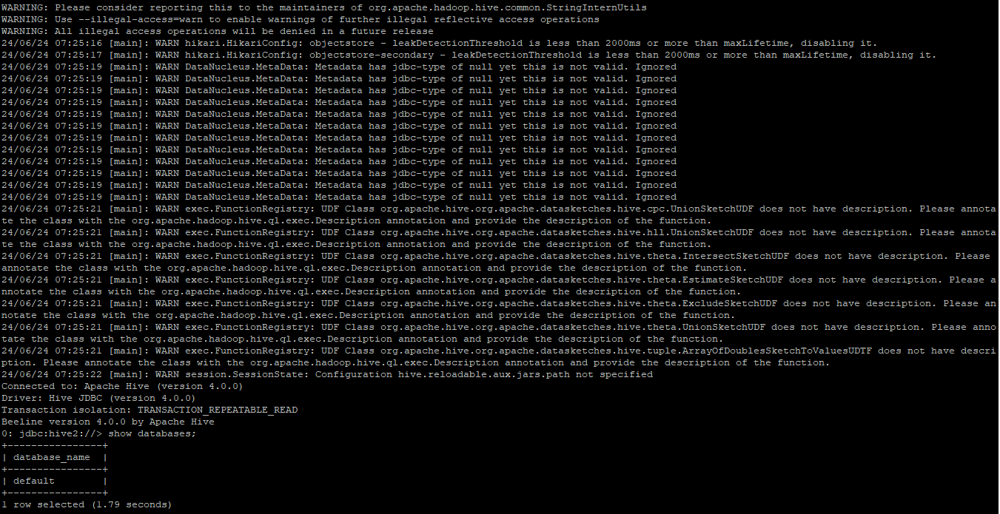 WARNING: Please consider reporting this to the maintainers of org.apache.hadoop.hive.common.StringInternUtils
WARNING: Use --illegal-access=warn to enable warnings of further illegal reflective access operations
WARNING: All illegal access operations will be denied in a future release
24/06/24 07:25:16 [main]: WARN hikari.HikariConfig: objectstore - leakDetectionThreshold is less than 2000ms or more than maxLifetime, disabling it.
24/06/24 07:25:17 [main]: WARN hikari.HikariConfig: objectstore-secondary - leakDetectionThreshold is less than 2000ms or more than maxLifetime, disabling it.
24/06/24 07:25:19 [main]: WARN DataNucleus.MetaData: Metadata has jdbc-type of null yet this is not valid. Ignored
24/06/24 07:25:19 [main]: WARN DataNucleus.MetaData: Metadata has jdbc-type of null yet this is not valid. Ignored
24/06/24 07:25:19 [main]: WARN DataNucleus.MetaData: Metadata has jdbc-type of null yet this is not valid. Ignored
24/06/24 07:25:19 [main]: WARN DataNucleus.MetaData: Metadata has jdbc-type of null yet this is not valid. Ignored
24/06/24 07:25:19 [main]: WARN DataNucleus.MetaData: Metadata has jdbc-type of null yet this is not valid. Ignored
24/06/24 07:25:19 [main]: WARN DataNucleus.MetaData: Metadata has jdbc-type of null yet this is not valid. Ignored
24/06/24 07:25:19 [main]: WARN DataNucleus.MetaData: Metadata has jdbc-type of null yet this is not valid. Ignored
24/06/24 07:25:19 [main]: WARN DataNucleus.MetaData: Metadata has jdbc-type of null yet this is not valid. Ignored
24/06/24 07:25:19 [main]: WARN DataNucleus.MetaData: Metadata has jdbc-type of null yet this is not valid. Ignored
24/06/24 07:25:19 [main]: WARN DataNucleus.MetaData: Metadata has jdbc-type of null yet this is not valid. Ignored
24/06/24 07:25:19 [main]: WARN DataNucleus.MetaData: Metadata has jdbc-type of null yet this is not valid. Ignored
24/06/24 07:25:19 [main]: WARN DataNucleus.MetaData: Metadata has jdbc-type of null yet this is not valid. Ignored
24/06/24 07:25:21 [main]: WARN exec.FunctionRegistry: UDF Class org.apache.hive.org.apache.datasketches.hive.cpc.UnionSketchUDF does not have description. Please annota
te the class with the org.apache.hadoop.hive.ql.exec.Description annotation and provide the description of the function.
24/06/24 07:25:21 [main]: WARN exec.FunctionRegistry: UDF Class org.apache.hive.org.apache.datasketches.hive.hll.UnionSketchUDF does not have description. Please annota
te the class with the org.apache.hadoop.hive.ql.exec.Description annotation and provide the description of the function.
24/06/24 07:25:21 [main]: WARN exec.FunctionRegistry: UDF Class org.apache.hive.org.apache.datasketches.hive.theta.IntersectSketchUDF does not have description. Please 
annotate the class with the org.apache.hadoop.hive.ql.exec.Description annotation and provide the description of the function.
24/06/24 07:25:21 [main]: WARN exec.FunctionRegistry: UDF Class org.apache.hive.org.apache.datasketches.hive.theta.EstimateSketchUDF does not have description. Please a
nnotate the class with the org.apache.hadoop.hive.ql.exec.Description annotation and provide the description of the function.
24/06/24 07:25:21 [main]: WARN exec.FunctionRegistry: UDF Class org.apache.hive.org.apache.datasketches.hive.theta.ExcludeSketchUDF does not have description. Please an
notate the class with the org.apache.hadoop.hive.ql.exec.Description annotation and provide the description of the function.
24/06/24 07:25:21 [main]: WARN exec.FunctionRegistry: UDF Class org.apache.hive.org.apache.datasketches.hive.theta.UnionSketchUDF does not have description. Please anno
tate the class with the org.apache.hadoop.hive.ql.exec.Description annotation and provide the description of the function.
24/06/24 07:25:21 [main]: WARN exec.FunctionRegistry: UDF Class org.apache.hive.org.apache.datasketches.hive.tuple.ArrayOfDoublesSketchToValuesUDTF does not have descri
ption. Please annotate the class with the org.apache.hadoop.hive.ql.exec.Description annotation and provide the description of the function.
24/06/24 07:25:22 [main]: WARN session.SessionState: Configuration hive.reloadable.aux.jars.path not specified
Connected to: Apache Hive (version 4.0.0)
Driver: Hive JDBC (version 4.0.0)
Transaction isolation: TRANSACTION_REPEATABLE_READ
Beeline version 4.0.0 by Apache Hive
0: jdbc:hive2://> show databases;
+----------------+
| database_name  |
+----------------+
| default        |
+----------------+
1 row selected (1.79 seconds)